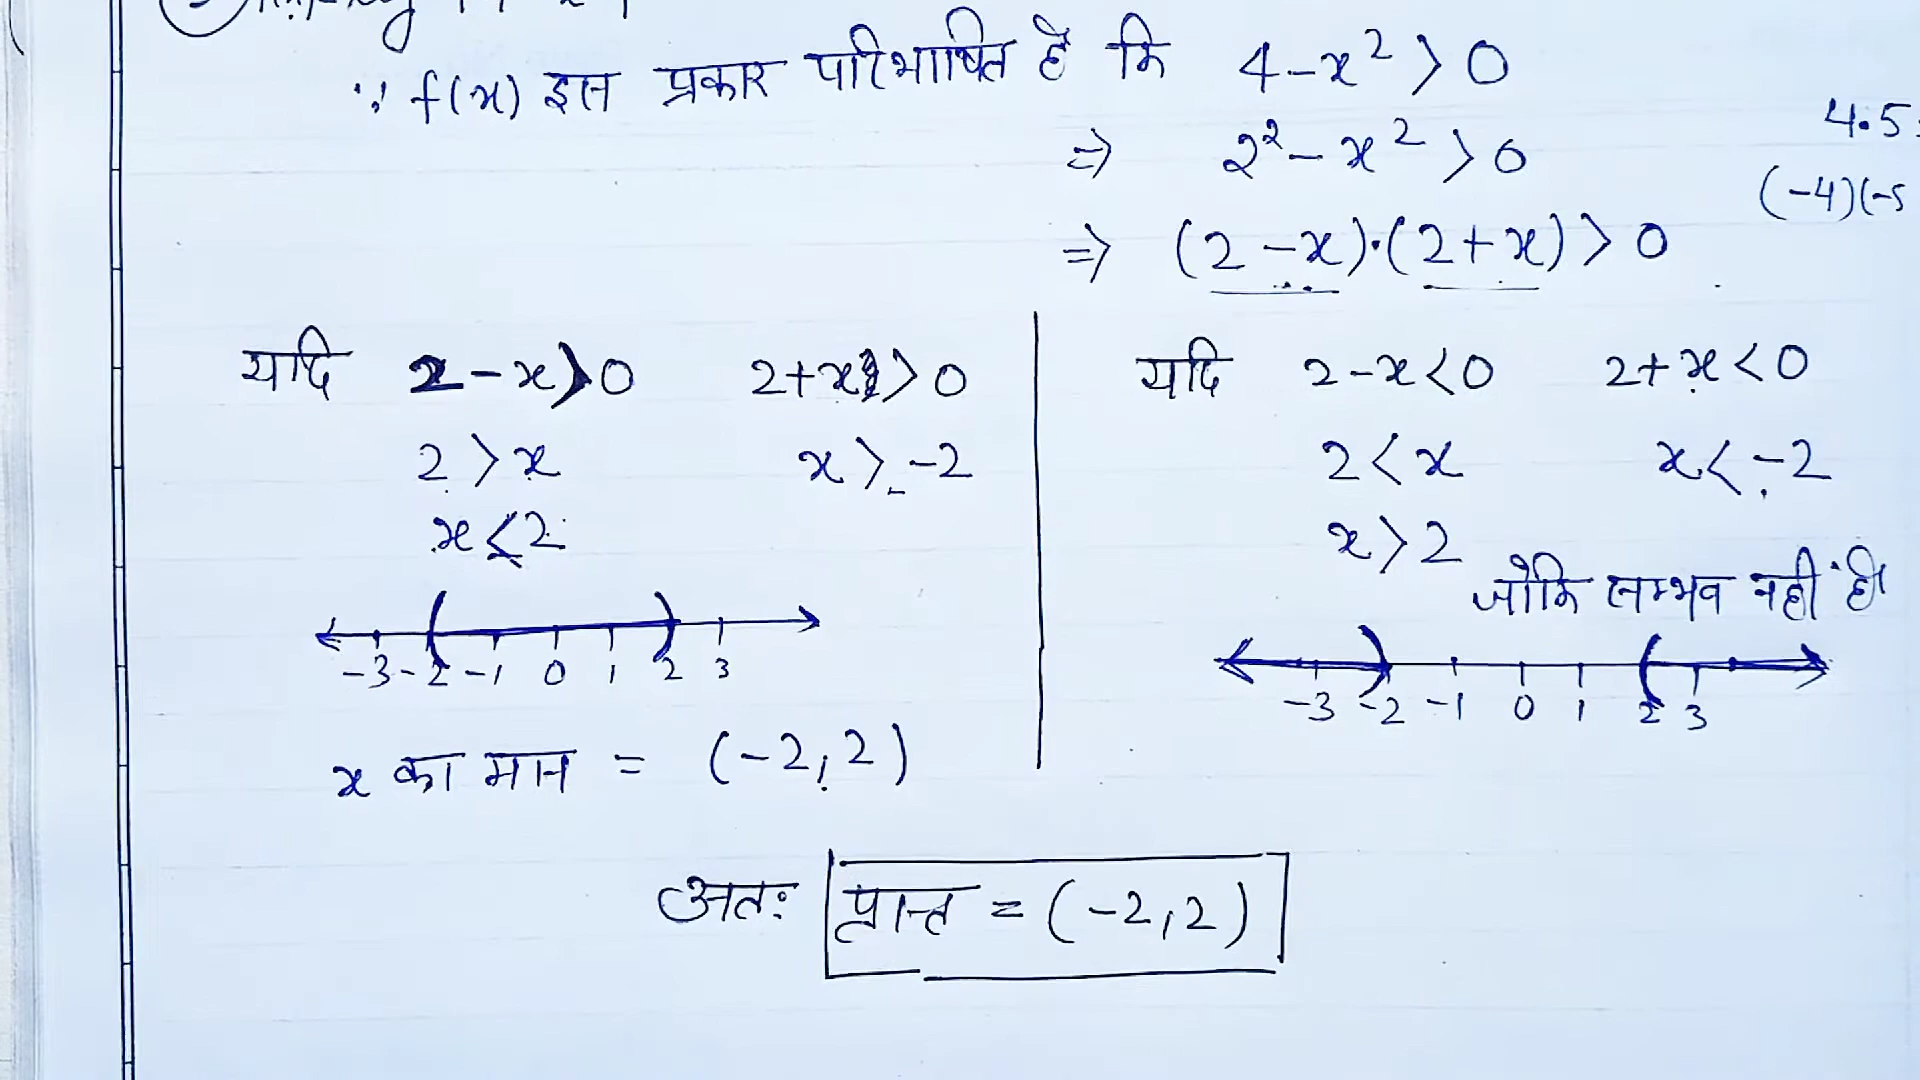 ∵ f(x) इस प्रकार परिभाषित है कि 4-x² > 0
⇒ 2² - x² > 0
⇒ (2-x)·(2+x) > 0
4.5
(-4)(-5
यदि 2-x>0 2+x>0
2 > x x > -2
x < 2
-3 -2 -1 0 1 2 3
x का मान = (-2, 2)
यदि 2-x<0 2+x<0
2 < x x < -2
x > 2
जोकि सम्भव नहीं है।
-3 -2 -1 0 1 2 3
अतः प्रान्त = (-2, 2)